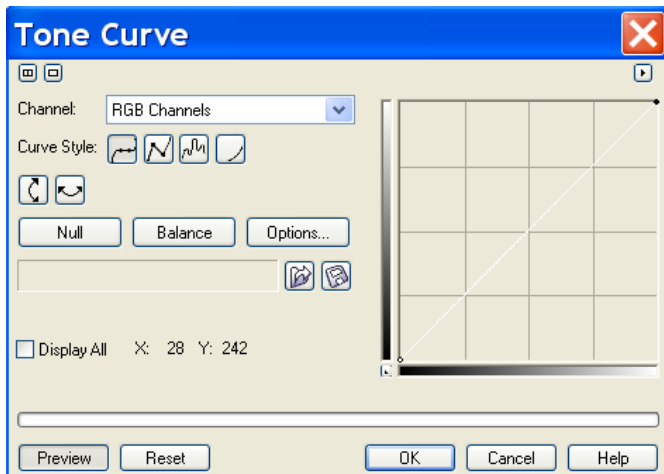 Tone Curve
Channel: RGB Channels
Curve Style:
Null Balance Options...
Display All X: 28 Y: 242
Preview Reset OK Cancel Help